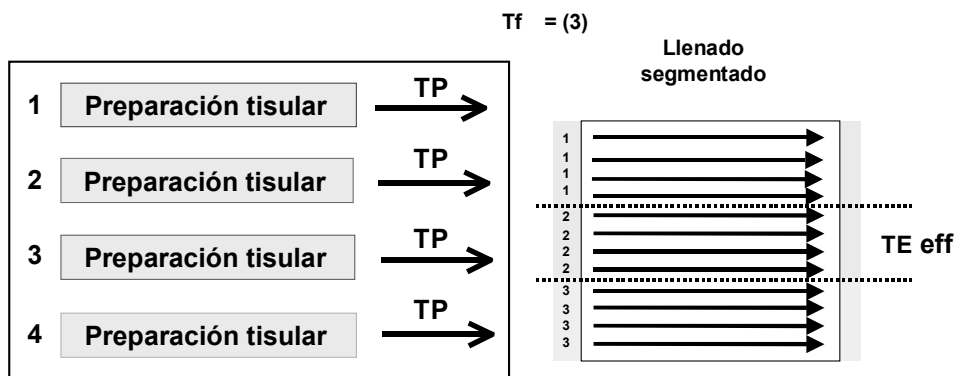 Tf = (3)
Llenado
segmentado
1 Preparación tisular TP
2 Preparación tisular TP
3 Preparación tisular TP
4 Preparación tisular TP
1
1
1
1
2
2
2
2
3
3
3
3
TE eff